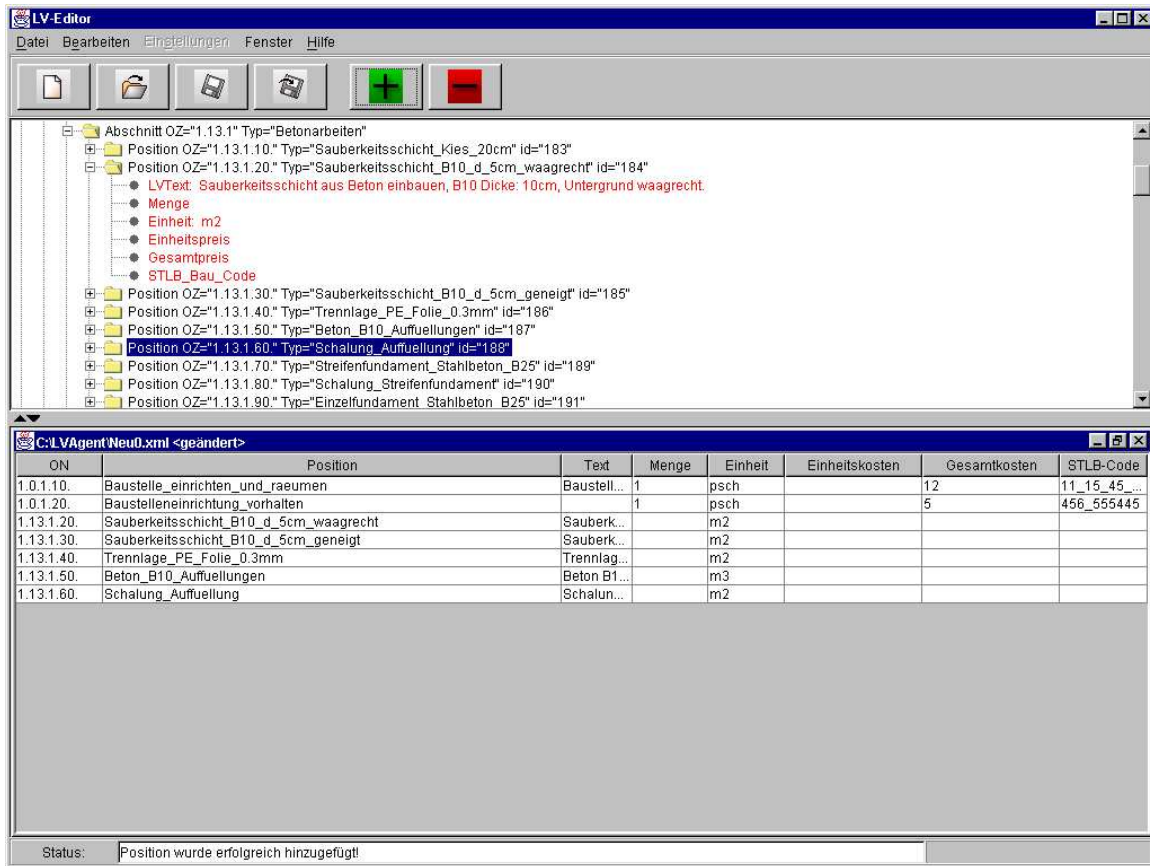 LV-Editor
Datei Bearbeiten Einstellungen Fenster Hilfe
Abschnitt OZ="1.13.1" Typ="Betonarbeiten"
Position OZ="1.13.1.10." Typ="Sauberkeitsschicht_Kies_20cm" id="183"
Position OZ="1.13.1.20." Typ="Sauberkeitsschicht_B10_d_5cm_waagrecht" id="184"
LVText: Sauberkeitsschicht aus Beton einbauen, B10 Dicke: 10cm, Untergrund waagrecht.
Menge
Einheit: m2
Einheitspreis
Gesamtpreis
STLB_Bau_Code
Position OZ="1.13.1.30." Typ="Sauberkeitsschicht_B10_d_5cm_geneigt" id="185"
Position OZ="1.13.1.40." Typ="Trennlage_PE_Folie_0.3mm" id="186"
Position OZ="1.13.1.50." Typ="Beton_B10_Auffuellungen" id="187"
Position OZ="1.13.1.60." Typ="Schalung_Auffuellung" id="188"
Position OZ="1.13.1.70." Typ="Streifenfundament_Stahlbeton_B25" id="189"
Position OZ="1.13.1.80." Typ="Schalung_Streifenfundament" id="190"
Position OZ="1.13.1.90." Typ="Einzelfundament_Stahlbeton_B25" id="191"
C:\LVAgent\Neu0.xml <geändert>
ON Position Text Menge Einheit Einheitskosten Gesamtkosten STLB-Code
1.0.1.10. Baustelle_einrichten_und_raeumen Baustell... 1 psch 12 11_15_45_...
1.0.1.20. Baustelleneinrichtung_vorhalten 1 psch 5 456_555445
1.13.1.20. Sauberkeitsschicht_B10_d_5cm_waagrecht Sauberk... m2
1.13.1.30. Sauberkeitsschicht_B10_d_5cm_geneigt Sauberk... m2
1.13.1.40. Trennlage_PE_Folie_0.3mm Trennlag... m2
1.13.1.50. Beton_B10_Auffuellungen Beton B1... m3
1.13.1.60. Schalung_Auffuellung Schalun... m2
Status: Position wurde erfolgreich hinzugefügt!